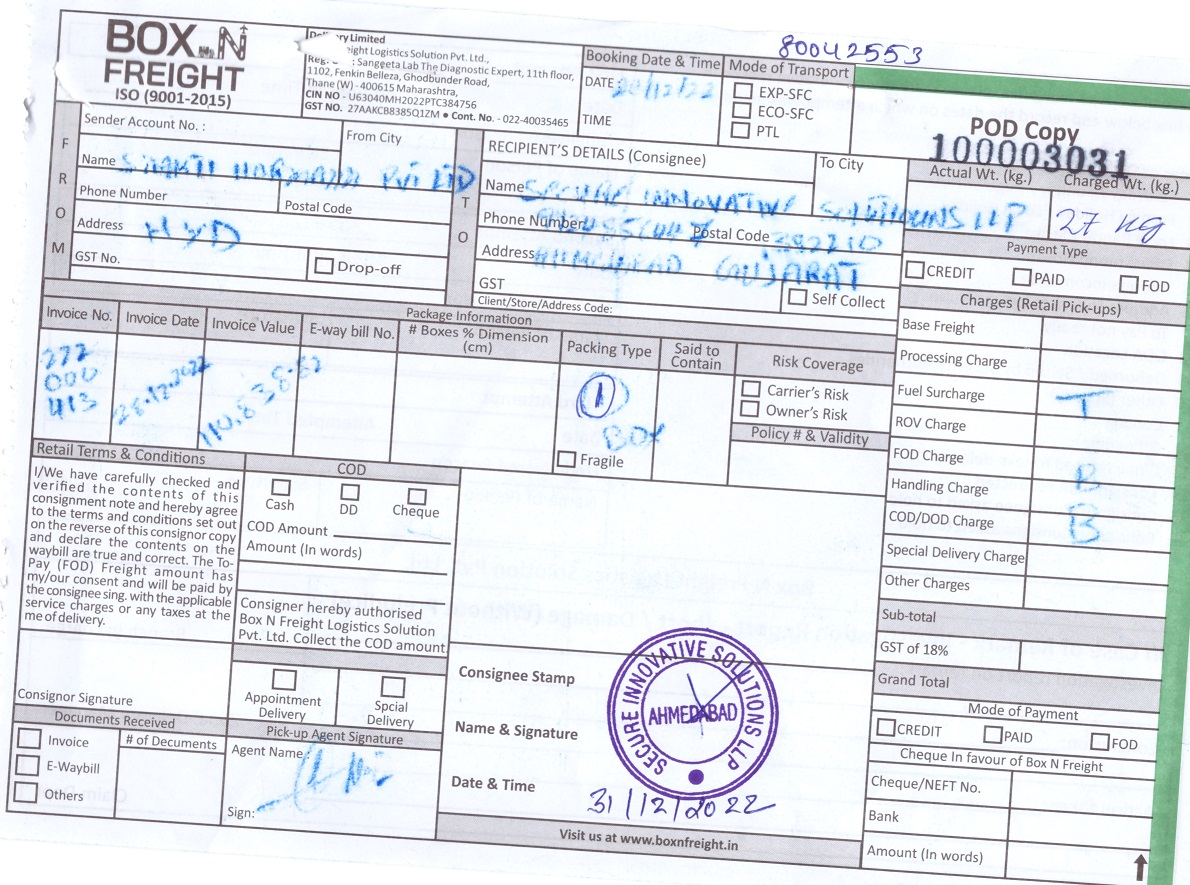 80042553
BOX N
FREIGHT
ISO (9001-2015)
Delivery Limited
eight Logistics Solution Pvt. Ltd.,
Reg. : Sangeeta Lab The Diagnostic Expert, 11th floor,
1102, Fenkin Belleza, Ghodbunder Road,
Thane (W) - 400615 Maharashtra,
CIN NO - U63040MH2022PTC384756
GST NO. 27AAKCB8385Q1ZM ● Cont. No. - 022-40035465
Booking Date & Time
DATE /12/22
TIME
Mode of Transport
EXP-SFC
ECO-SFC
PTL
POD Copy
100003031
FROM
Sender Account No. :
From City
Name PVT LTD
Phone Number
Postal Code
Address HYD
GST No.
Drop-off
TO
RECIPIENT'S DETAILS (Consignee)
To City
Name SECURE INNOVATIVE SOLUTIOUNS LLP
Phone Number
Postal Code 382210
Address AHMEDABAD GUJARAT
GST
Self Collect
Client/Store/Address Code:
Actual Wt. (kg.)
Charged Wt. (kg.)
27 kg
Payment Type
CREDIT PAID FOD
Charges (Retail Pick-ups)
Base Freight
Processing Charge
Fuel Surcharge T
ROV Charge
FOD Charge
Handling Charge B
COD/DOD Charge B
Special Delivery Charge
Other Charges
Sub-total
GST of 18%
Grand Total
Mode of Payment
CREDIT PAID FOD
Cheque In favour of Box N Freight
Cheque/NEFT No.
Bank
Amount (In words)
Package Informatioon
Invoice No.
Invoice Date
Invoice Value
E-way bill No.
# Boxes % Dimension
(cm)
Packing Type
Said to
Contain
Risk Coverage
272
000
413
28-12-2022
110,838.82
1
BOX
Fragile
Carrier's Risk
Owner's Risk
Policy # & Validity
Retail Terms & Conditions
I/We have carefully checked and
verified the contents of this
consignment note and hereby agree
to the terms and conditions set out
on the reverse of this consignor copy
and declare the contents on the
waybill are true and correct. The To-
Pay (FOD) Freight amount has
my/our consent and will be paid by
the consignee sing. with the applicable
service charges or any taxes at the
me of delivery.
Consignor Signature
COD
Cash
DD
Cheque
COD Amount
Amount (In words)
Consigner hereby authorised
Box N Freight Logistics Solution
Pvt. Ltd. Collect the COD amount
Appointment
Delivery
Spcial
Delivery
Documents Received
Invoice
E-Waybill
Others
# of Documents
Pick-up Agent Signature
Agent Name:
Sign:
Consignee Stamp
Name & Signature
Date & Time
SECURE INNOVATIVE SOLUTIONS LLP
AHMEDABAD
31/12/2022
Visit us at www.boxnfreight.in